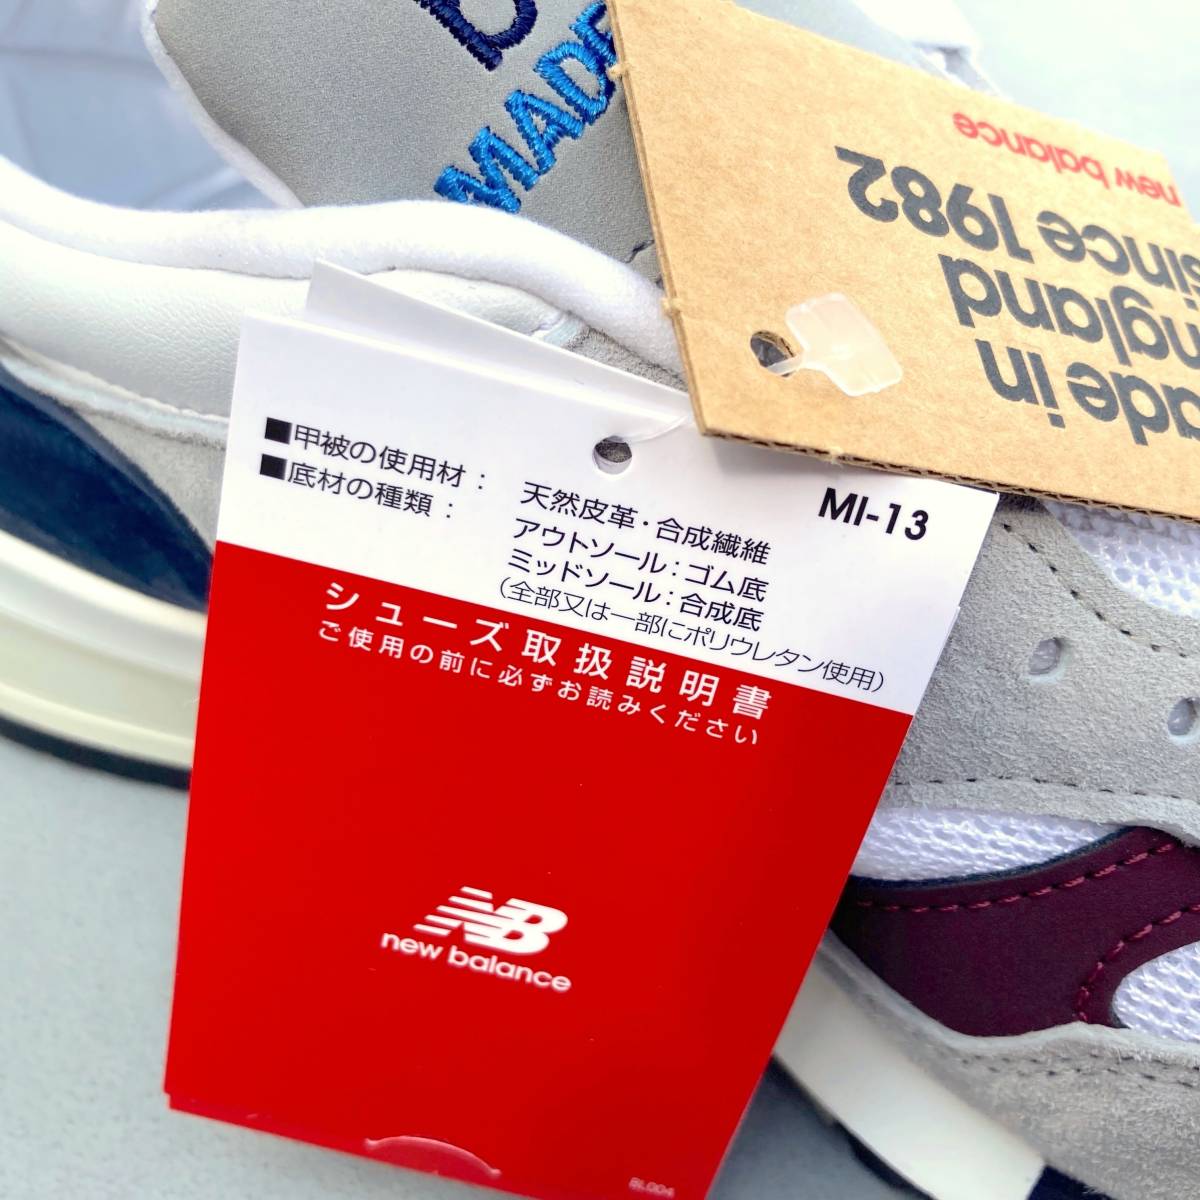 MADE
new balance
since 1982
made in
MI-13
■甲被の使用材： 天然皮革・合成繊維
■底材の種類： アウトソール：ゴム底
ミッドソール：合成底
（全部又は一部にポリウレタン使用）
シューズ取扱説明書
ご使用の前に必ずお読みください
NB
new balance
BL004